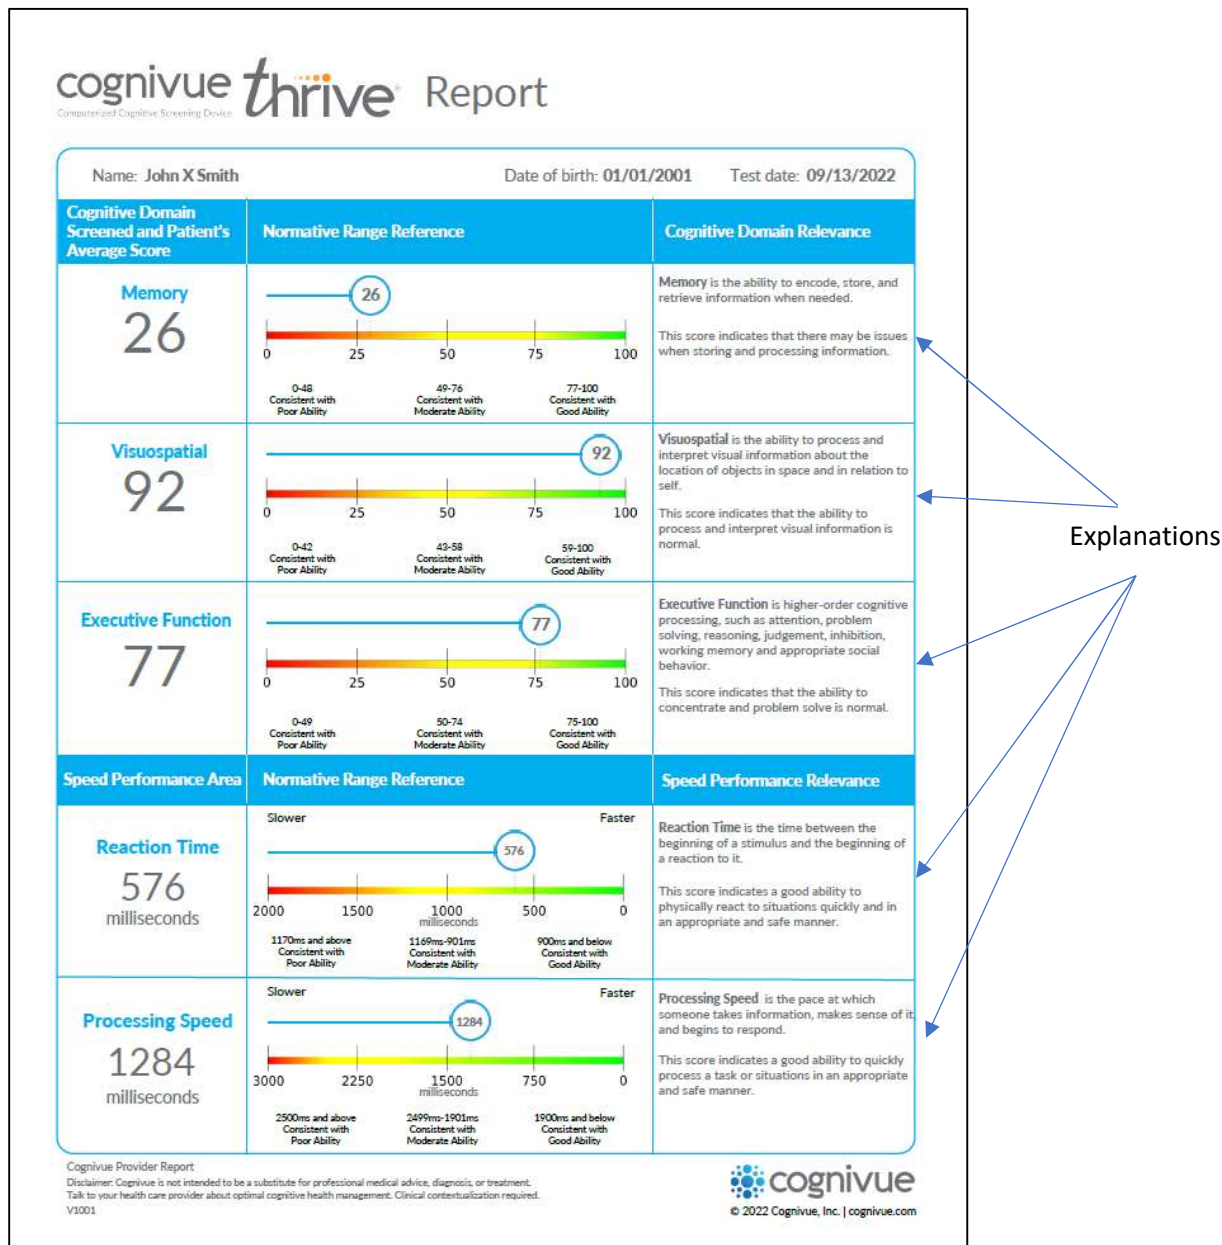 cognivue thrive® Report
Computerized Cognitive Screening Device
Name: John X Smith Date of birth: 01/01/2001 Test date: 09/13/2022
Cognitive Domain
Screened and Patient's
Average Score
Normative Range Reference
Cognitive Domain Relevance
Memory
26
26
0 25 50 75 100
0-48
Consistent with
Poor Ability
49-76
Consistent with
Moderate Ability
77-100
Consistent with
Good Ability
Memory is the ability to encode, store, and
retrieve information when needed.
This score indicates that there may be issues
when storing and processing information.
Visuospatial
92
92
0 25 50 75 100
0-42
Consistent with
Poor Ability
43-58
Consistent with
Moderate Ability
59-100
Consistent with
Good Ability
Visuospatial is the ability to process and
interpret visual information about the
location of objects in space and in relation to
self.
This score indicates that the ability to
process and interpret visual information is
normal.
Explanations
Executive Function
77
77
0 25 50 75 100
0-49
Consistent with
Poor Ability
50-74
Consistent with
Moderate Ability
75-100
Consistent with
Good Ability
Executive Function is higher-order cognitive
processing, such as attention, problem
solving, reasoning, judgement, inhibition,
working memory and appropriate social
behavior.
This score indicates that the ability to
concentrate and problem solve is normal.
Speed Performance Area
Normative Range Reference
Speed Performance Relevance
Reaction Time
576
milliseconds
Slower Faster
576
2000 1500 1000 500 0
milliseconds
1170ms and above
Consistent with
Poor Ability
1169ms-901ms
Consistent with
Moderate Ability
900ms and below
Consistent with
Good Ability
Reaction Time is the time between the
beginning of a stimulus and the beginning of
a reaction to it.
This score indicates a good ability to
physically react to situations quickly and in
an appropriate and safe manner.
Processing Speed
1284
milliseconds
Slower Faster
1284
3000 2250 1500 750 0
milliseconds
2500ms and above
Consistent with
Poor Ability
2499ms-1901ms
Consistent with
Moderate Ability
1900ms and below
Consistent with
Good Ability
Processing Speed is the pace at which
someone takes information, makes sense of it
and begins to respond.
This score indicates a good ability to quickly
process a task or situations in an appropriate
and safe manner.
Cognivue Provider Report
Disclaimer: Cognivue is not intended to be a substitute for professional medical advice, diagnosis, or treatment.
Talk to your health care provider about optimal cognitive health management. Clinical contextualization required.
V1001
cognivue
© 2022 Cognivue, Inc. | cognivue.com